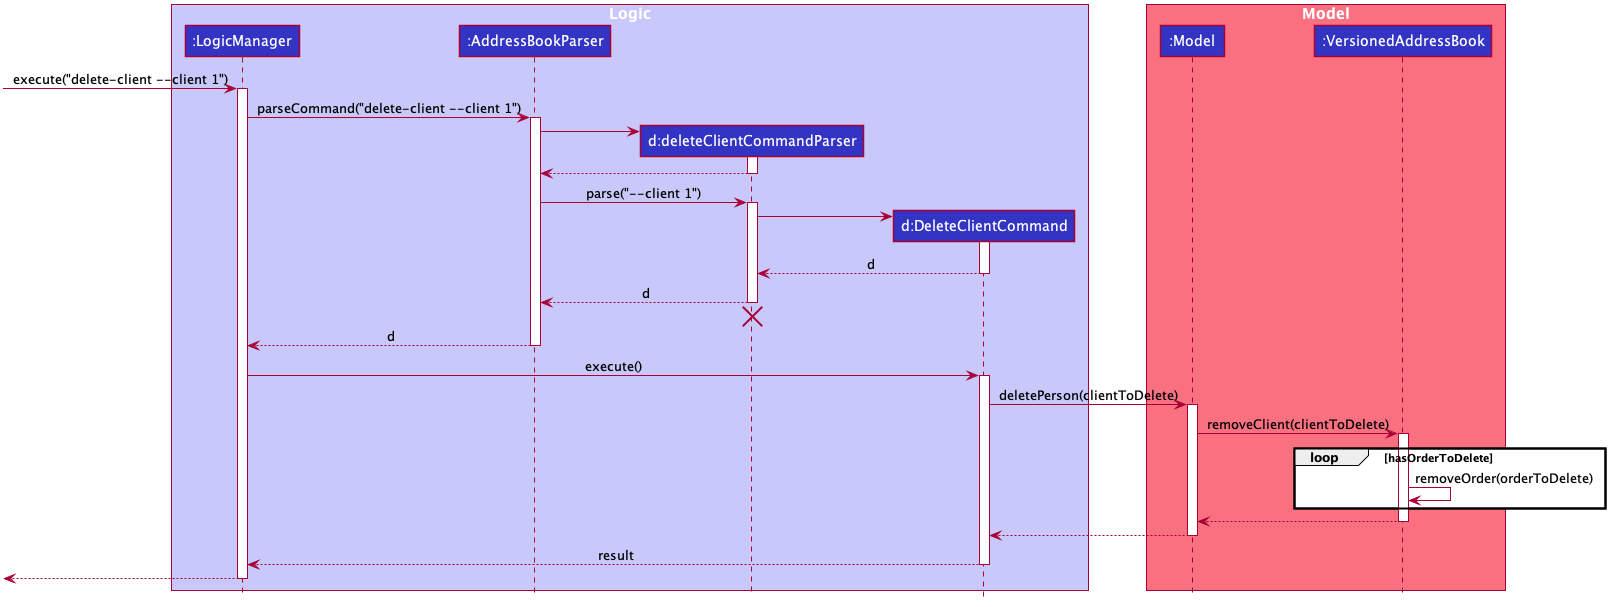 Logic
Model
:LogicManager
:AddressBookParser
:Model
:VersionedAddressBook
execute("delete-client --client 1")
parseCommand("delete-client --client 1")
d:deleteClientCommandParser
parse("--client 1")
d:DeleteClientCommand
d
d
d
execute()
deletePerson(clientToDelete)
removeClient(clientToDelete)
loop
[hasOrderToDelete]
removeOrder(orderToDelete)
result